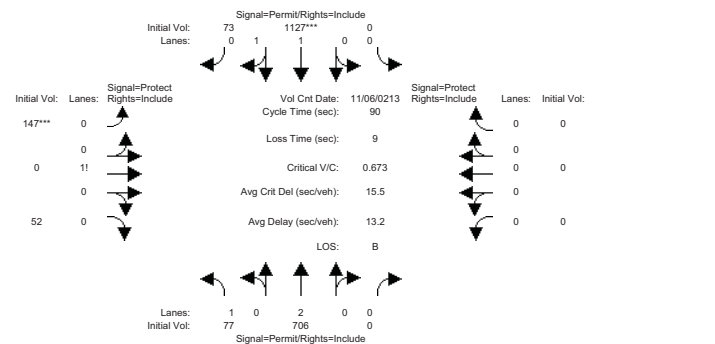 Signal=Permit/Rights=Include
Initial Vol: 73 1127*** 0
Lanes: 0 1 1 0 0
Signal=Protect Signal=Protect
Initial Vol: Lanes: Rights=Include Vol Cnt Date: 11/06/0213 Rights=Include Lanes: Initial Vol:
Cycle Time (sec): 90
147*** 0 0 0
Loss Time (sec): 9
0 0
0 1! Critical V/C: 0.673 0 0
0 Avg Crit Del (sec/veh): 15.5 0
52 0 Avg Delay (sec/veh): 13.2 0 0
LOS: B
Lanes: 1 0 2 0 0
Initial Vol: 77 706 0
Signal=Permit/Rights=Include